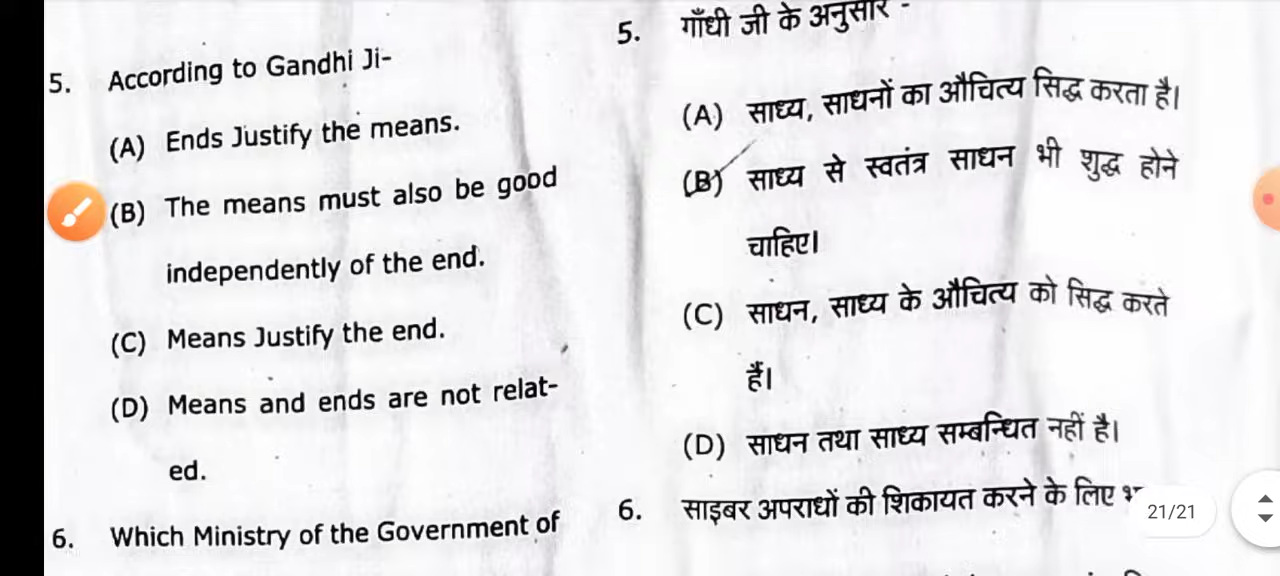 5. According to Gandhi Ji-
(A) Ends Justify the means.
(B) The means must also be good
independently of the end.
(C) Means Justify the end.
(D) Means and ends are not relat-
ed.
6. Which Ministry of the Government of
5. गाँधी जी के अनुसार -
(A) साध्य, साधनों का औचित्य सिद्ध करता है।
(B) साध्य से स्वतंत्र साधन भी शुद्ध होने
चाहिए।
(C) साधन, साध्य के औचित्य को सिद्ध करते
हैं।
(D) साधन तथा साध्य सम्बन्धित नहीं है।
6. साइबर अपराधों की शिकायत करने के लिए
21/21